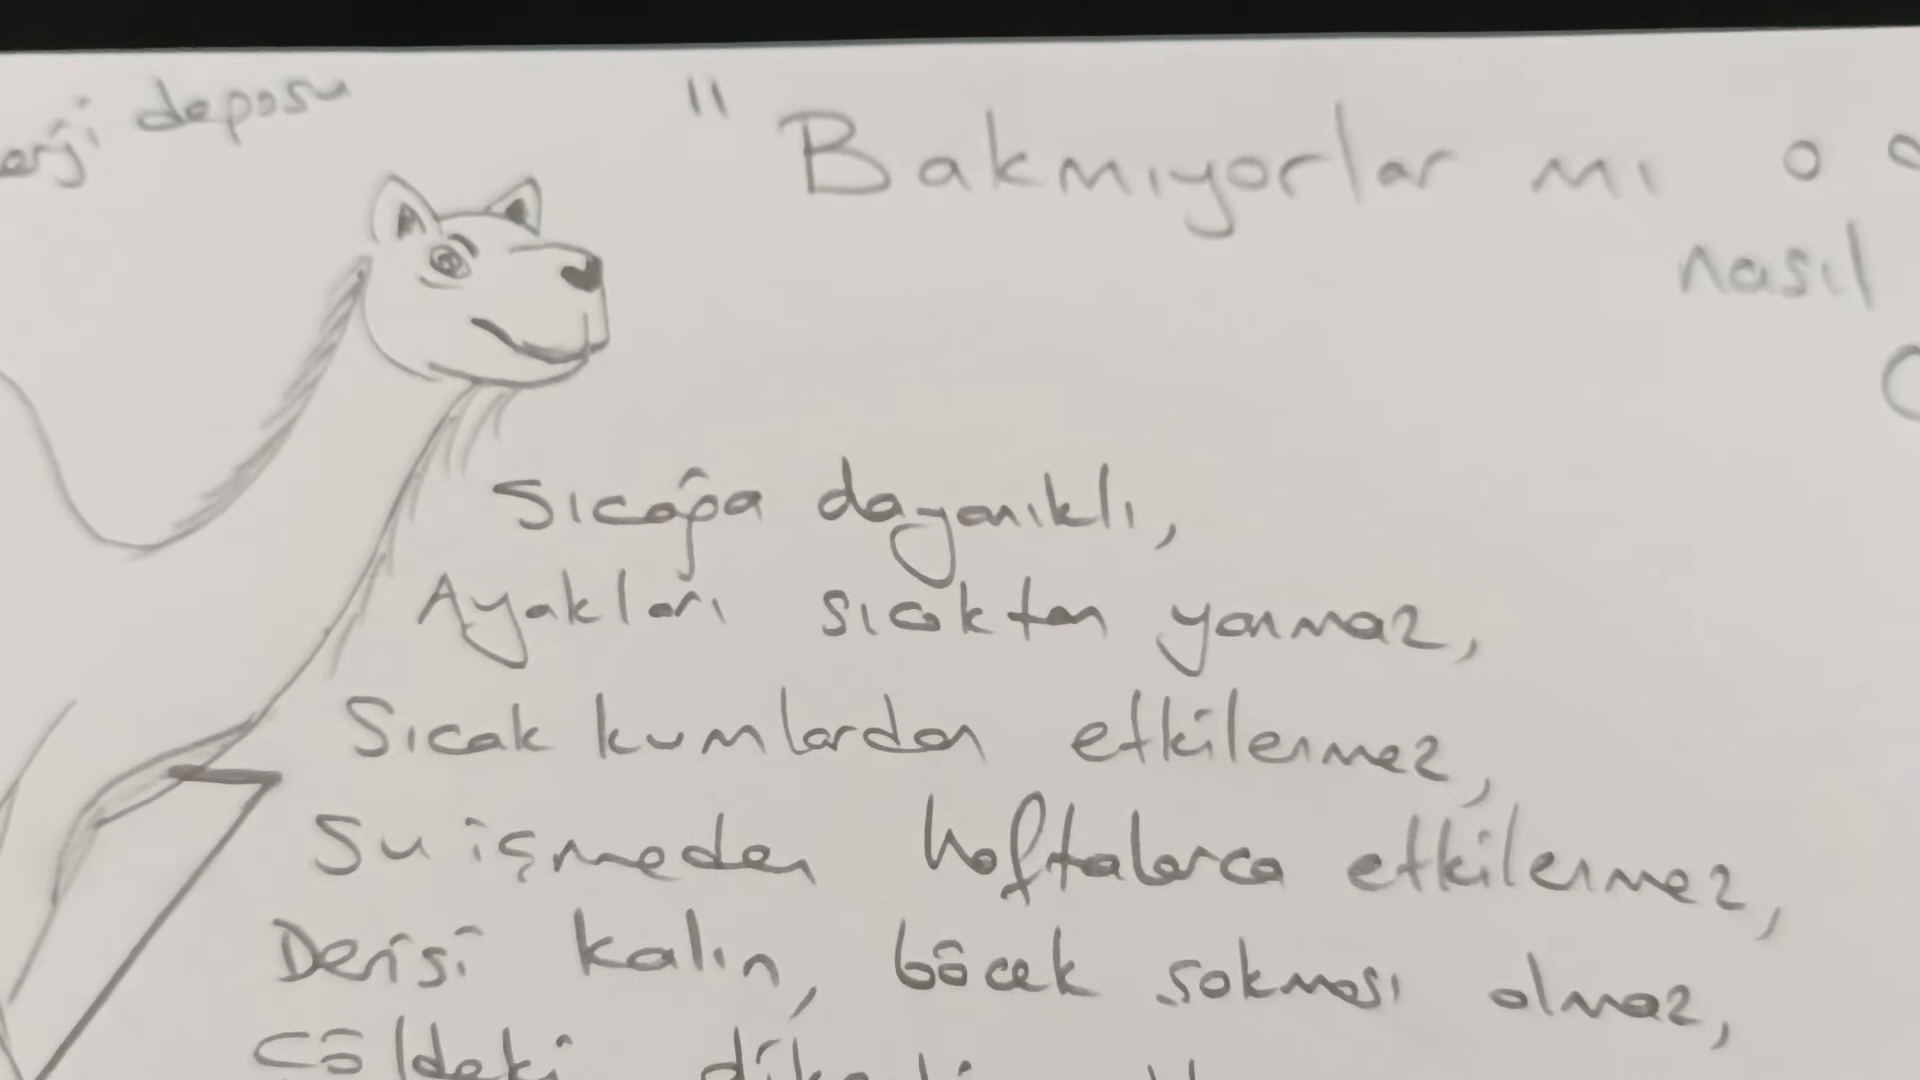 deposu
"Bakmıyorlar mı o
nasıl
Sıcağa dayanıklı,
Ayakları sıcaktan yanmaz,
Sıcak kumlardan etkilenmez,
Su içmeden haftalarca etkilenmez,
Derisi kalın, böcek sokması olmaz,
Çöldeki